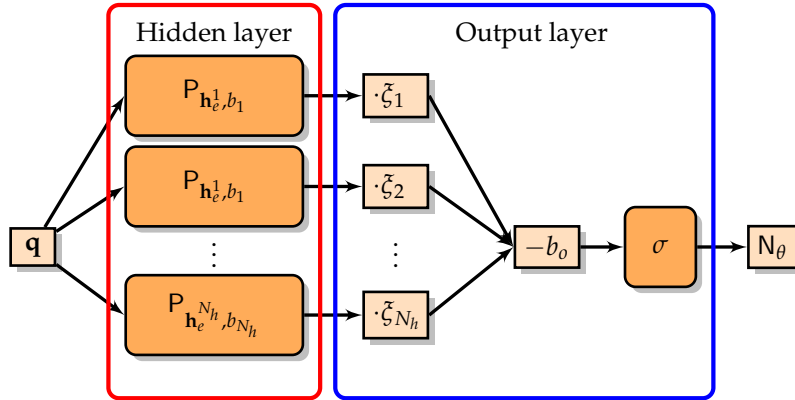 Hidden layer
Output layer
P_{𝐡_e^1,b_1}
·ξ_1
P_{𝐡_e^1,b_1}
·ξ_2
𝐪
−b_o
σ
N_θ
⋮
⋮
P_{𝐡_e^{N_h},b_{N_h}}
·ξ_{N_h}